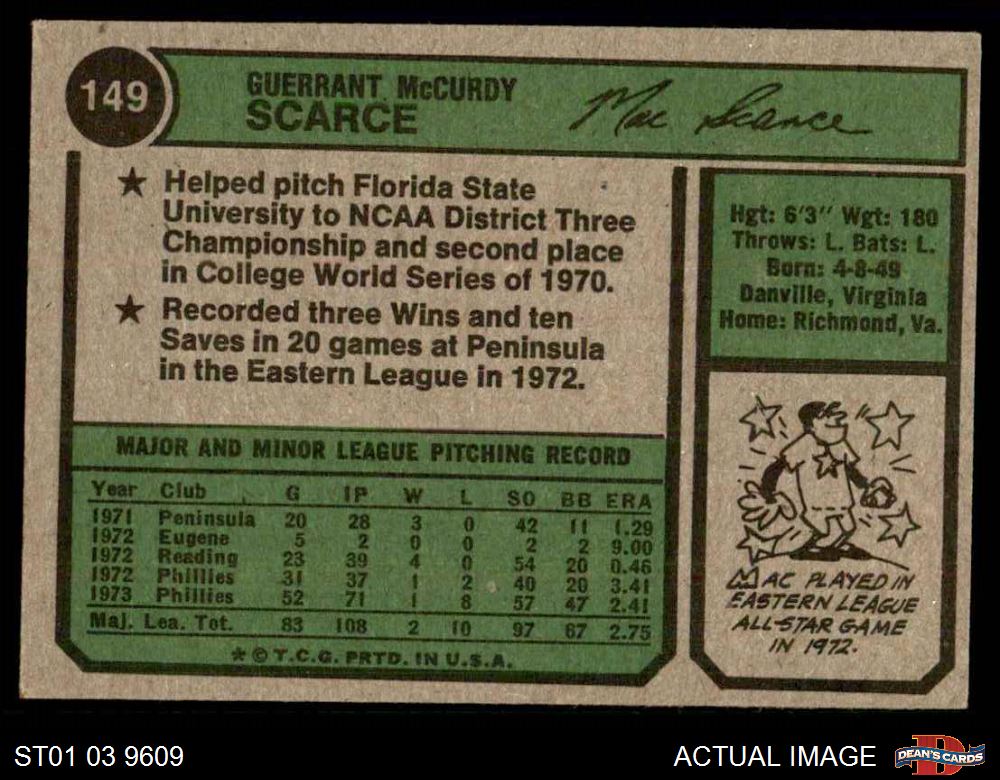 149
GUERRANT McCURDY
SCARCE
Mac Scarce
★ Helped pitch Florida State
University to NCAA District Three
Championship and second place
in College World Series of 1970.
★ Recorded three Wins and ten
Saves in 20 games at Peninsula
in the Eastern League in 1972.
Hgt: 6'3" Wgt: 180
Throws: L. Bats: L.
Born: 4-8-49
Danville, Virginia
Home: Richmond, Va.
MAJOR AND MINOR LEAGUE PITCHING RECORD
Year Club G IP W L SO BB ERA
1971 Peninsula 20 28 3 0 42 11 1.29
1972 Eugene 5 2 0 0 2 2 9.00
1972 Reading 23 39 4 0 54 20 0.46
1972 Phillies 31 37 1 2 40 20 3.41
1973 Phillies 52 71 1 8 57 47 2.41
Maj. Lea. Tot. 83 108 2 10 97 67 2.75
* © T.C.G. PRTD. IN U.S.A.
MAC PLAYED IN
EASTERN LEAGUE
ALL-STAR GAME
IN 1972.
ST01 03 9609
ACTUAL IMAGE
D
DEAN'S CARDS